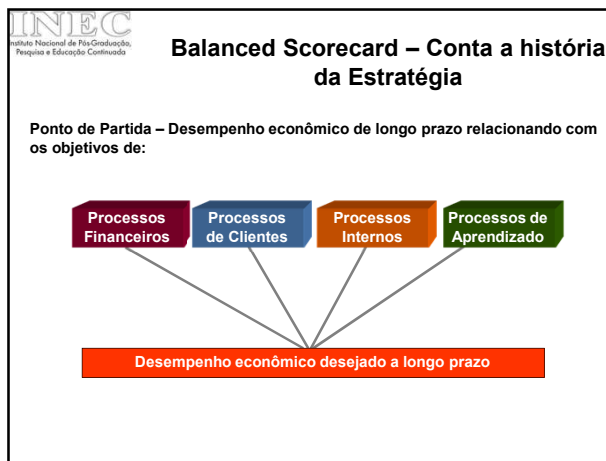 INEC
Instituto Nacional de Pós-Graduação,
Pesquisa e Educação Continuada
Balanced Scorecard – Conta a história
da Estratégia
Ponto de Partida – Desempenho econômico de longo prazo relacionando com
os objetivos de:
Processos
Financeiros
Processos
de Clientes
Processos
Internos
Processos de
Aprendizado
Desempenho econômico desejado a longo prazo